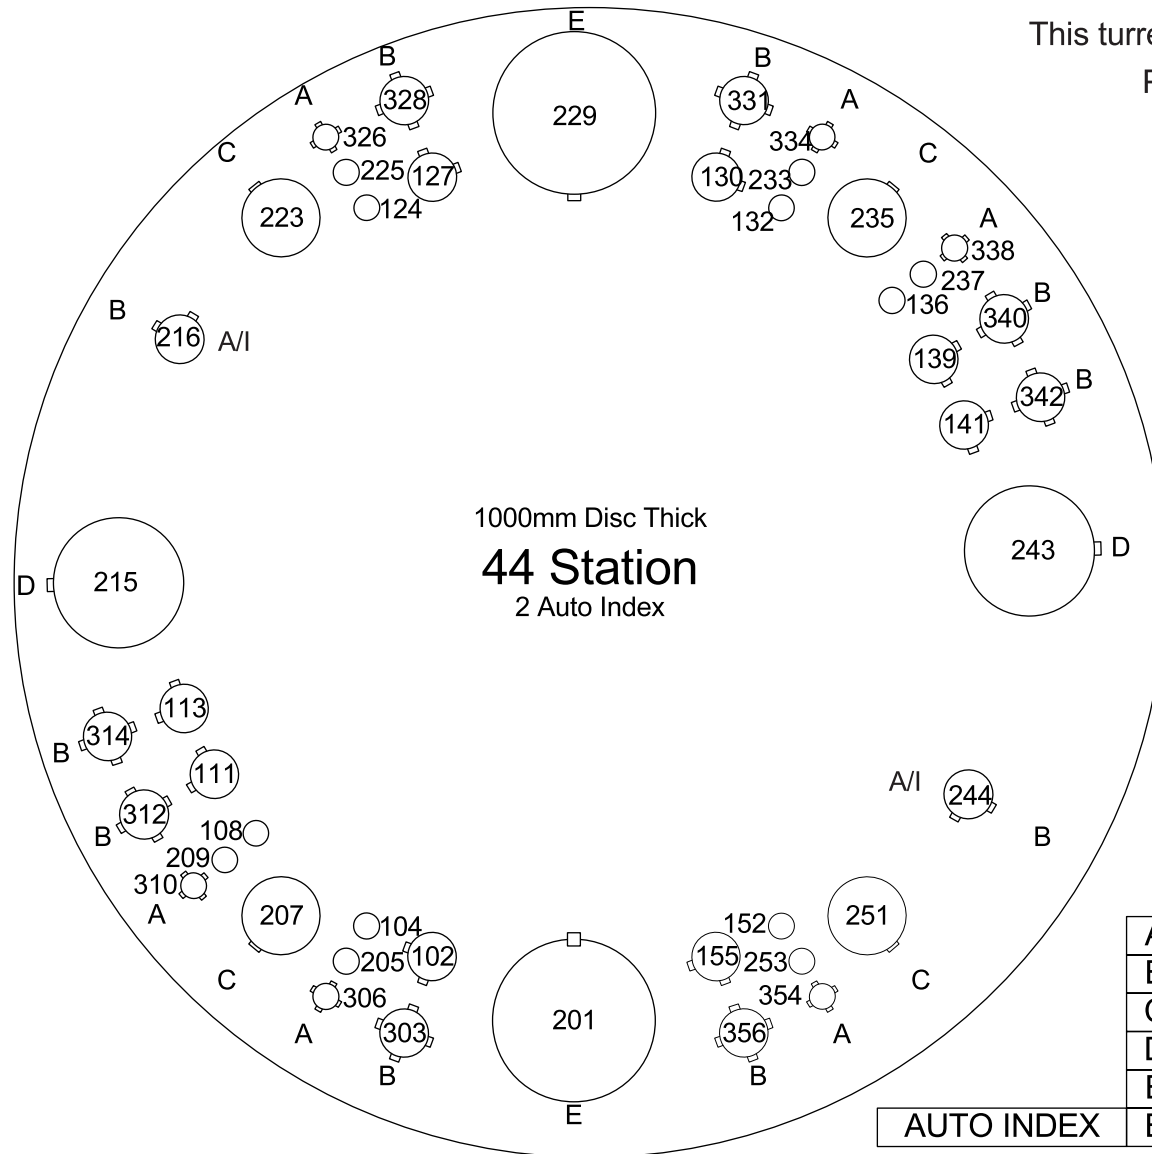 E
This turre
B
B
P
A
328
331
A
229
326
334
C
C
225
127
130
233
124
132
223
235
A
338
237
B
136
B
340
216
A/I
139
B
342
141
1000mm Disc Thick
44 Station
2 Auto Index
D
215
243
D
113
314
B
111
A/I
244
312
B
108
B
209
310
A
207
104
152
251
A
102
155
205
253
B
C
306
354
C
C
303
201
356
A
A
D
B
B
E
E
AUTO INDEX
B